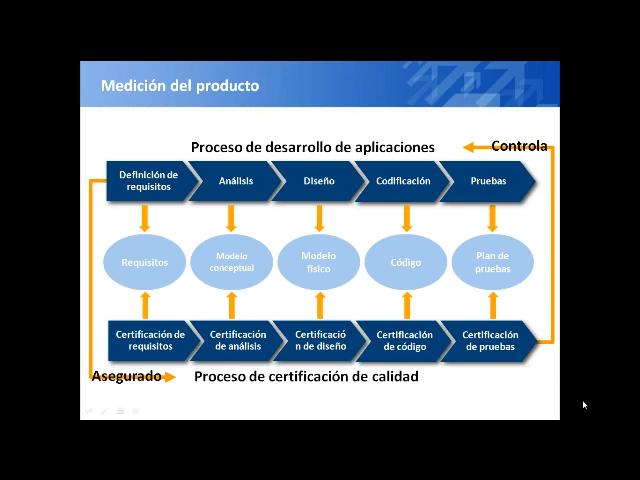 Medición del producto
Proceso de desarrollo de aplicaciones
Controla
Definición de
requisitos
Análisis
Diseño
Codificación
Pruebas
Requisitos
Modelo
conceptual
Modelo
físico
Código
Plan de
pruebas
Certificación de
requisitos
Certificación
de análisis
Certificació
n de diseño
Certificación
de código
Certificación
de pruebas
Asegurado
Proceso de certificación de calidad